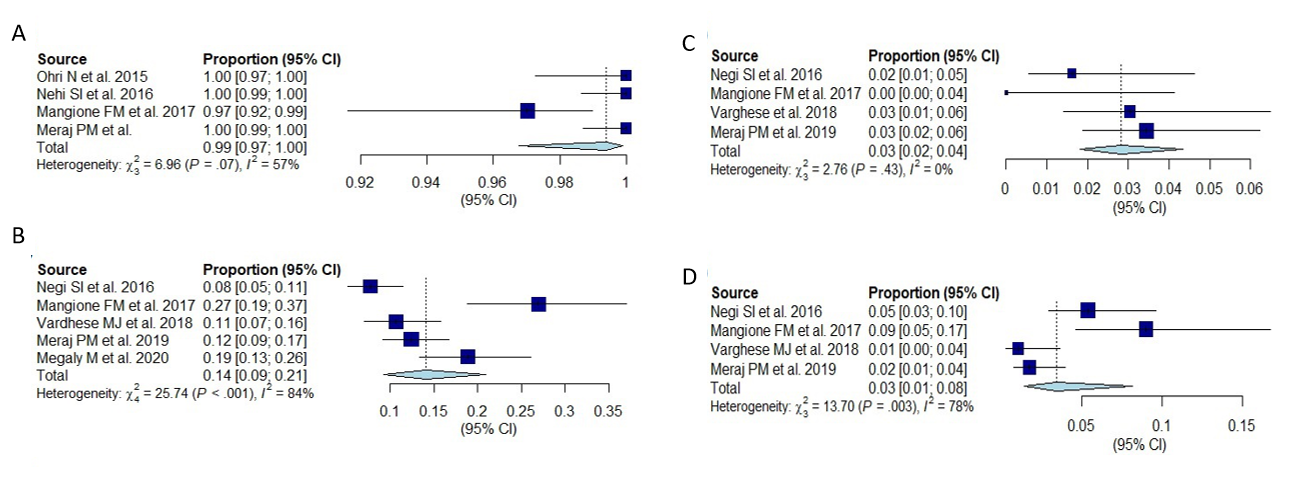 A
Source Proportion (95% CI)
Ohri N et al. 2015 1.00 [0.97; 1.00]
Nehi SI et al. 2016 1.00 [0.99; 1.00]
Mangione FM et al. 2017 0.97 [0.92; 0.99]
Meraj PM et al. 1.00 [0.99; 1.00]
Total 0.99 [0.97; 1.00]
Heterogeneity: χ²₃ = 6.96 (P = .07), I² = 57%
0.92 0.94 0.96 0.98 1
(95% CI)
B
Source Proportion (95% CI)
Negi SI et al. 2016 0.08 [0.05; 0.11]
Mangione FM et al. 2017 0.27 [0.19; 0.37]
Vardhese MJ et al. 2018 0.11 [0.07; 0.16]
Meraj PM et al. 2019 0.12 [0.09; 0.17]
Megaly M et al. 2020 0.19 [0.13; 0.26]
Total 0.14 [0.09; 0.21]
Heterogeneity: χ²₄ = 25.74 (P < .001), I² = 84%
0.1 0.15 0.2 0.25 0.3 0.35
(95% CI)
C
Source Proportion (95% CI)
Negi SI et al. 2016 0.02 [0.01; 0.05]
Mangione FM et al. 2017 0.00 [0.00; 0.04]
Varghese et al. 2018 0.03 [0.01; 0.06]
Meraj PM et al. 2019 0.03 [0.02; 0.06]
Total 0.03 [0.02; 0.04]
Heterogeneity: χ²₃ = 2.76 (P = .43), I² = 0%
0 0.01 0.02 0.03 0.04 0.05 0.06
(95% CI)
D
Source Proportion (95% CI)
Negi SI et al. 2016 0.05 [0.03; 0.10]
Mangione FM et al. 2017 0.09 [0.05; 0.17]
Varghese MJ et al. 2018 0.01 [0.00; 0.04]
Meraj PM et al. 2019 0.02 [0.01; 0.04]
Total 0.03 [0.01; 0.08]
Heterogeneity: χ²₃ = 13.70 (P = .003), I² = 78%
0.05 0.1 0.15
(95% CI)